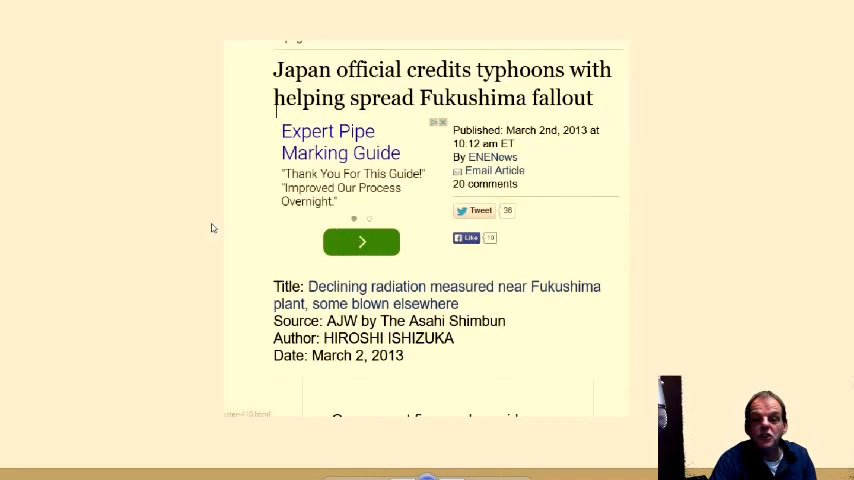 Japan official credits typhoons with
helping spread Fukushima fallout
Expert Pipe
Marking Guide
"Thank You For This Guide!"
"Improved Our Process
Overnight."
Published: March 2nd, 2013 at
10:12 am ET
By ENENews
Email Article
20 comments
Tweet 36
Like 10
Title: Declining radiation measured near Fukushima
plant, some blown elsewhere
Source: AJW by The Asahi Shimbun
Author: HIROSHI ISHIZUKA
Date: March 2, 2013